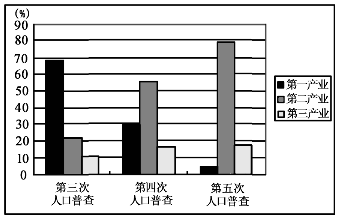 (%)
90
80
70
60
50
40
30
20
10
0
第三次
人口普查
第四次
人口普查
第五次
人口普查
第一产业
第二产业
第三产业